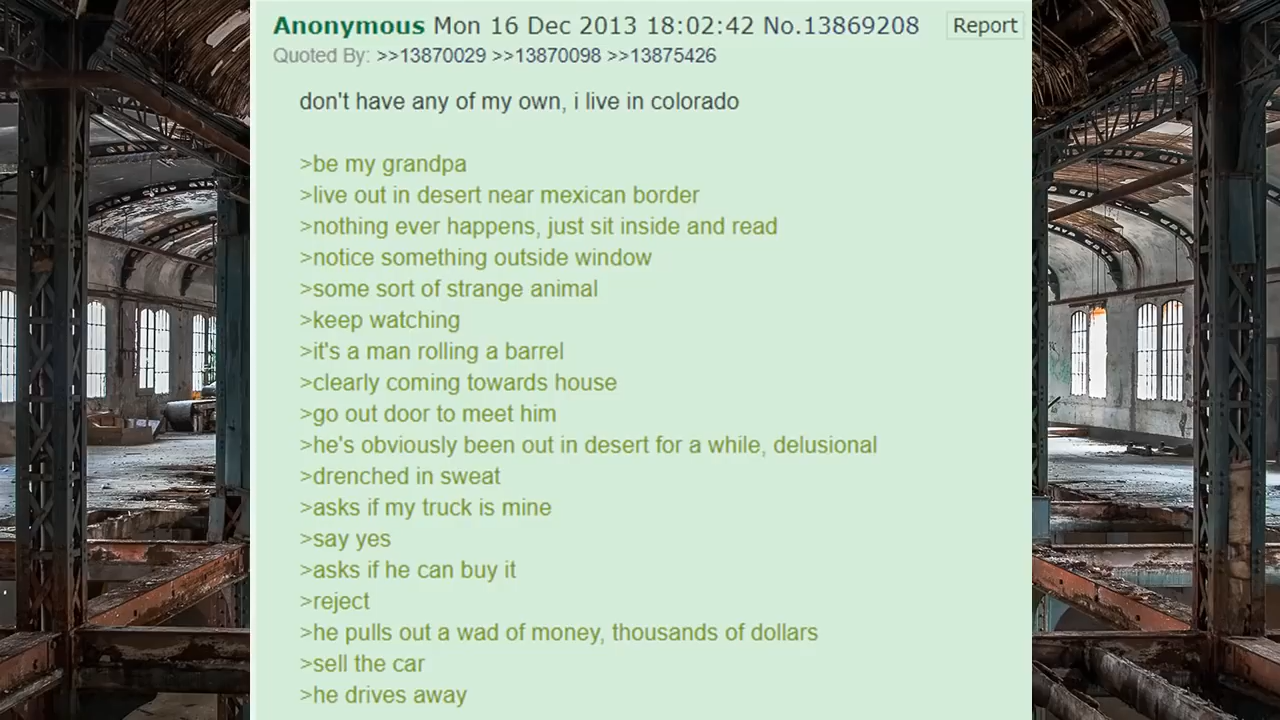 Anonymous Mon 16 Dec 2013 18:02:42 No.13869208 Report
Quoted By: >>13870029 >>13870098 >>13875426
don't have any of my own, i live in colorado
>be my grandpa
>live out in desert near mexican border
>nothing ever happens, just sit inside and read
>notice something outside window
>some sort of strange animal
>keep watching
>it's a man rolling a barrel
>clearly coming towards house
>go out door to meet him
>he's obviously been out in desert for a while, delusional
>drenched in sweat
>asks if my truck is mine
>say yes
>asks if he can buy it
>reject
>he pulls out a wad of money, thousands of dollars
>sell the car
>he drives away